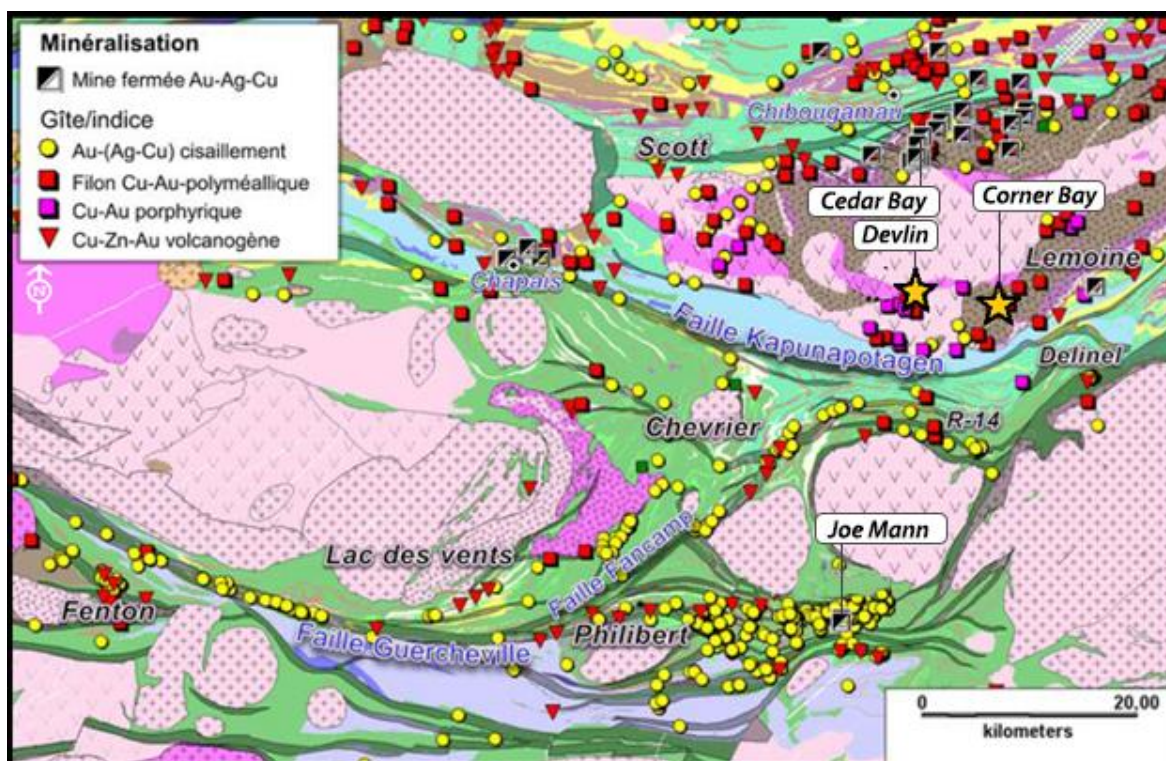 Minéralisation
Mine fermée Au-Ag-Cu
Gîte/indice
Au-(Ag-Cu) cisaillement
Filon Cu-Au-polyméallique
Cu-Au porphyrique
Cu-Zn-Au volcanogène
N
Chibougamau
Scott
Cedar Bay
Corner Bay
Devlin
Lemoine
Chapais
Faille Kapunapotagen
Delinel
Chevrier
R-14
Joe Mann
Lac des vents
Faille Fancamp
Fenton
Philibert
Faille Guercheville
0 20,00
kilometers